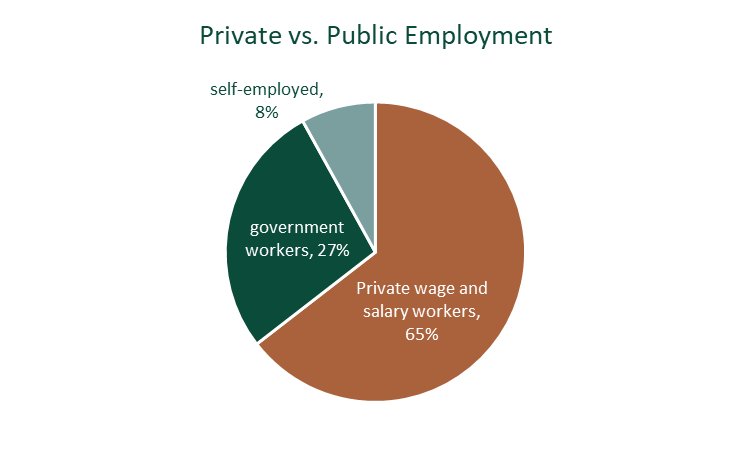 Private vs. Public Employment
self-employed,
8%
government
workers, 27%
Private wage and
salary workers,
65%